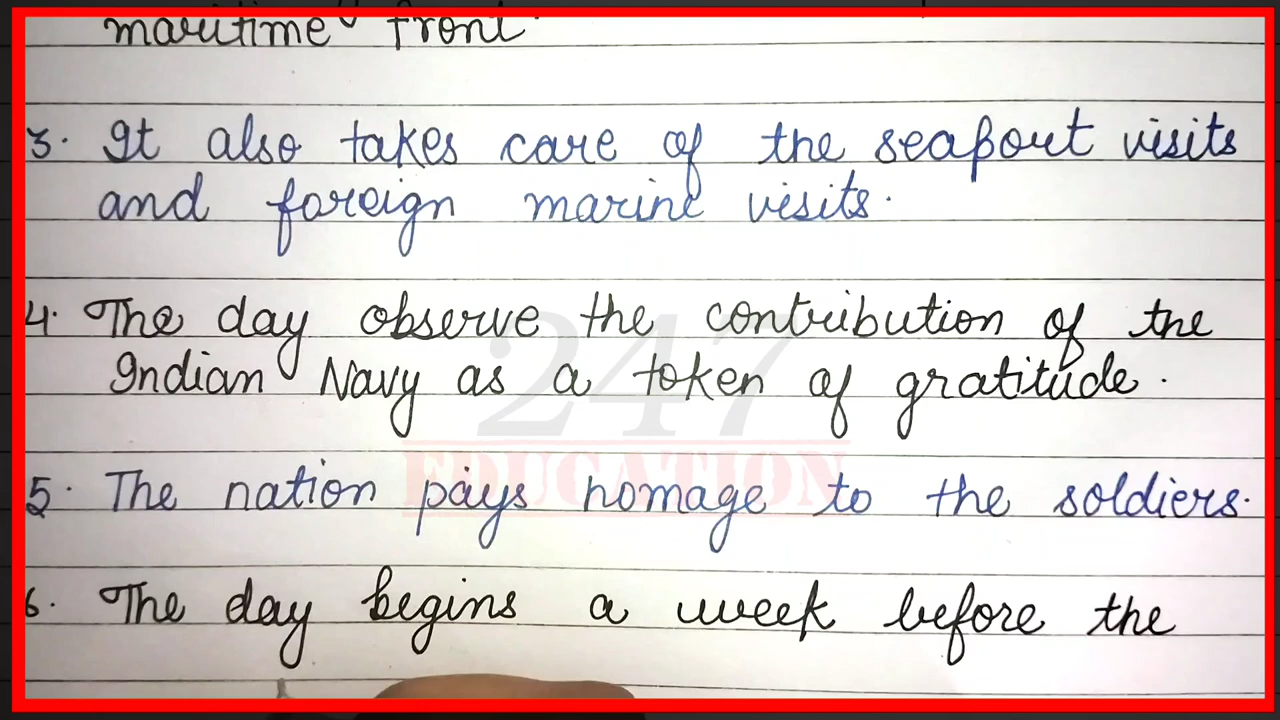 maritime front.
3. It also takes care of the seaport visits
and foreign marine visits.
4. The day observe the contribution of the
Indian Navy as a token of gratitude.
247
EDUCATION
5. The nation pays homage to the soldiers.
6. The day begins a week before the